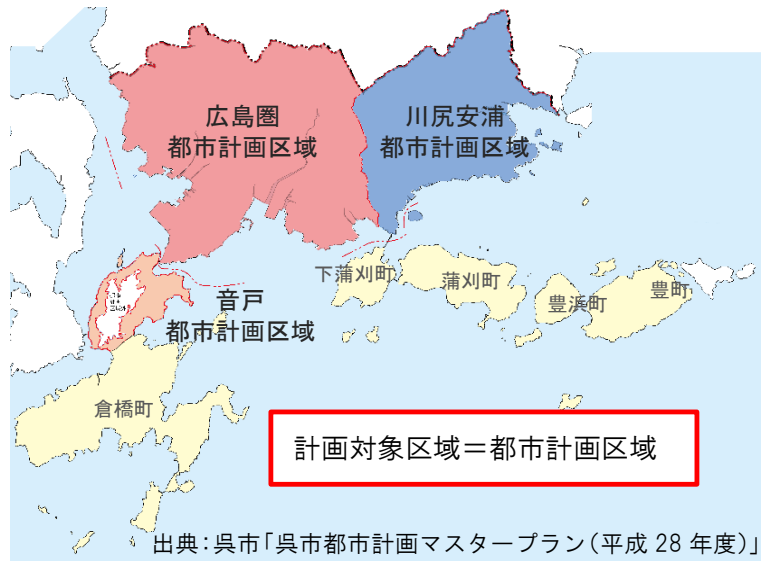 広島圏
都市計画区域
川尻安浦
都市計画区域
下蒲刈町
蒲刈町
豊浜町
豊町
音戸
都市計画区域
倉橋町
計画対象区域＝都市計画区域
出典：呉市「呉市都市計画マスタープラン（平成 28 年度）」